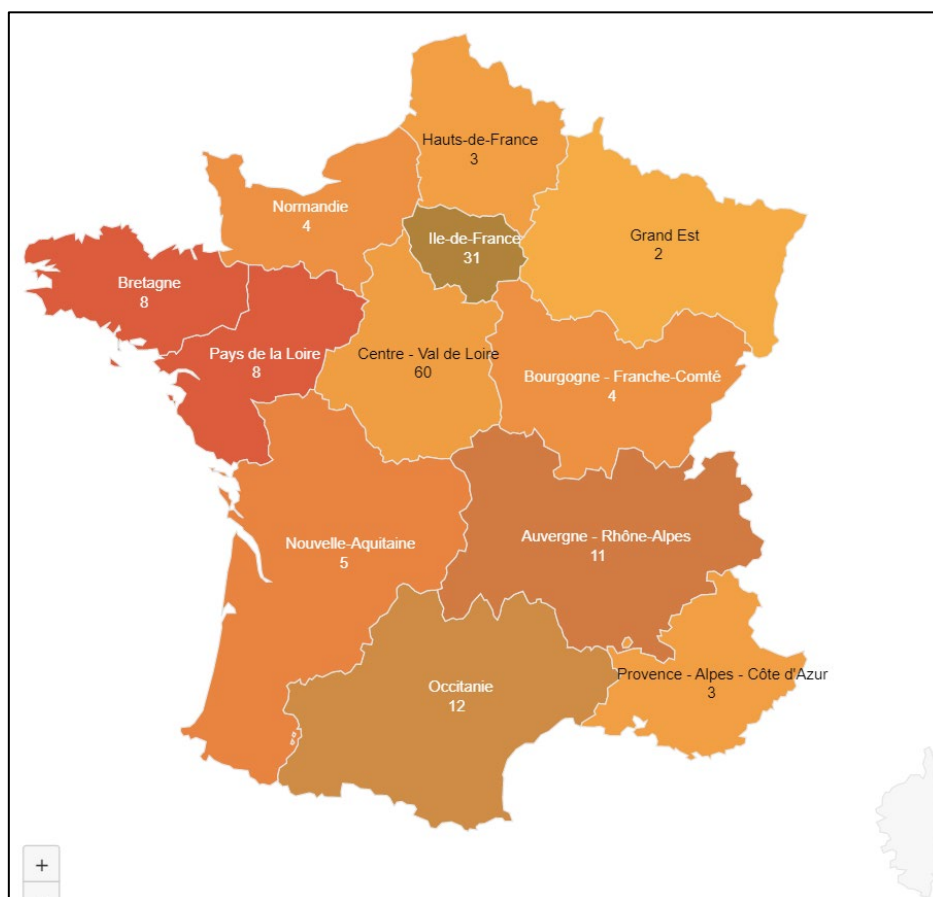 Hauts-de-France
3
Normandie
4
Ile-de-France
31
Grand Est
2
Bretagne
8
Pays de la Loire
8
Centre - Val de Loire
60
Bourgogne - Franche-Comté
4
Nouvelle-Aquitaine
5
Auvergne - Rhône-Alpes
11
Occitanie
12
Provence - Alpes - Côte d'Azur
3
+